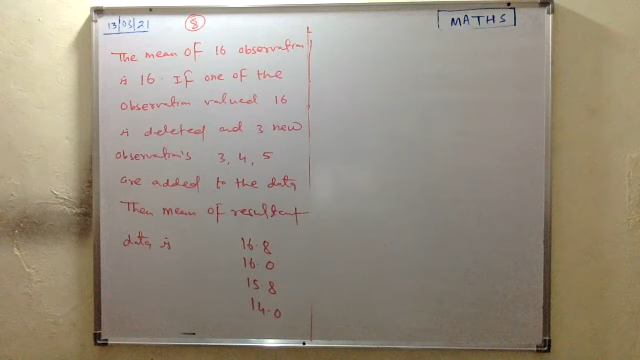 13/03/21
8
MATHS
The mean of 16 observation
is 16. If one of the
observation valued 16
is deleted and 3 new
observation's 3, 4, 5
are added to the data
Then mean of resultant
data is
16.8
16.0
15.8
14.0